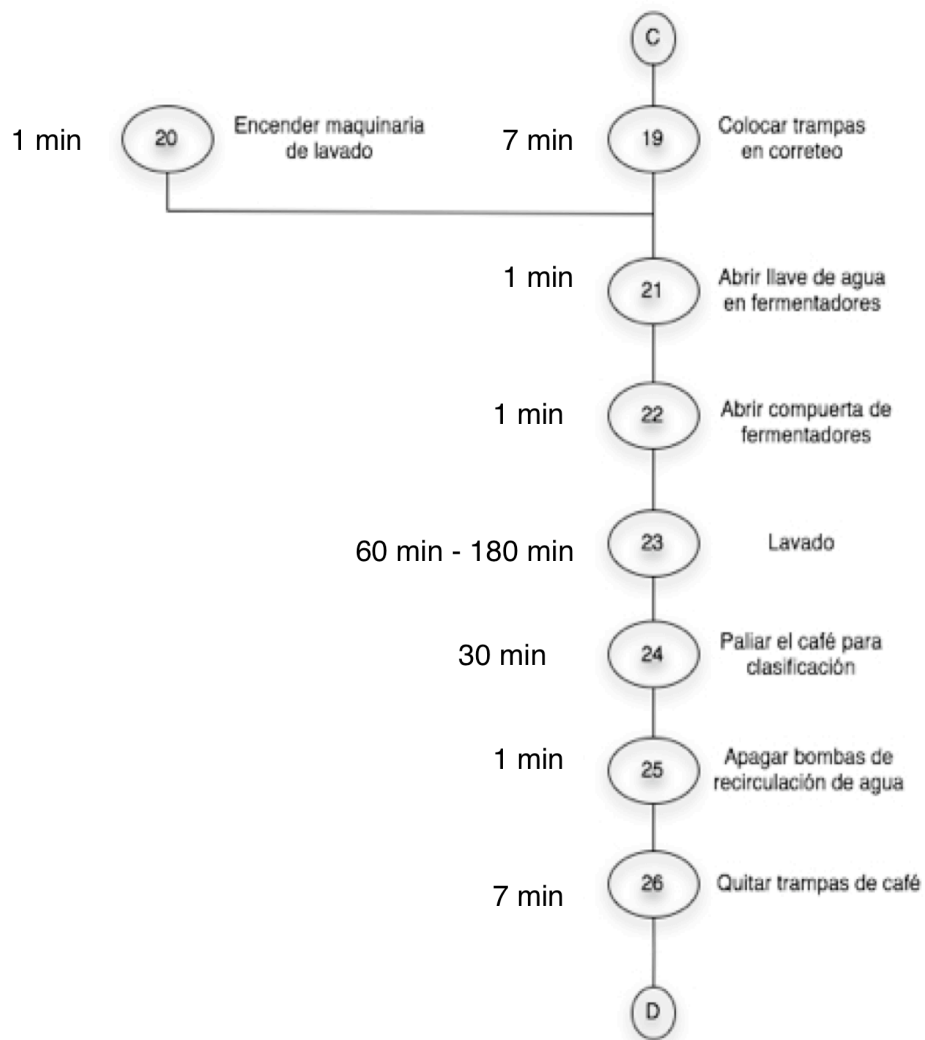 C
1 min
20
Encender maquinaria
de lavado
7 min
19
Colocar trampas
en correteo
1 min
21
Abrir llave de agua
en fermentadores
1 min
22
Abrir compuerta de
fermentadores
60 min - 180 min
23
Lavado
30 min
24
Paliar el café para
clasificación
1 min
25
Apagar bombas de
recirculación de agua
7 min
26
Quitar trampas de café
D